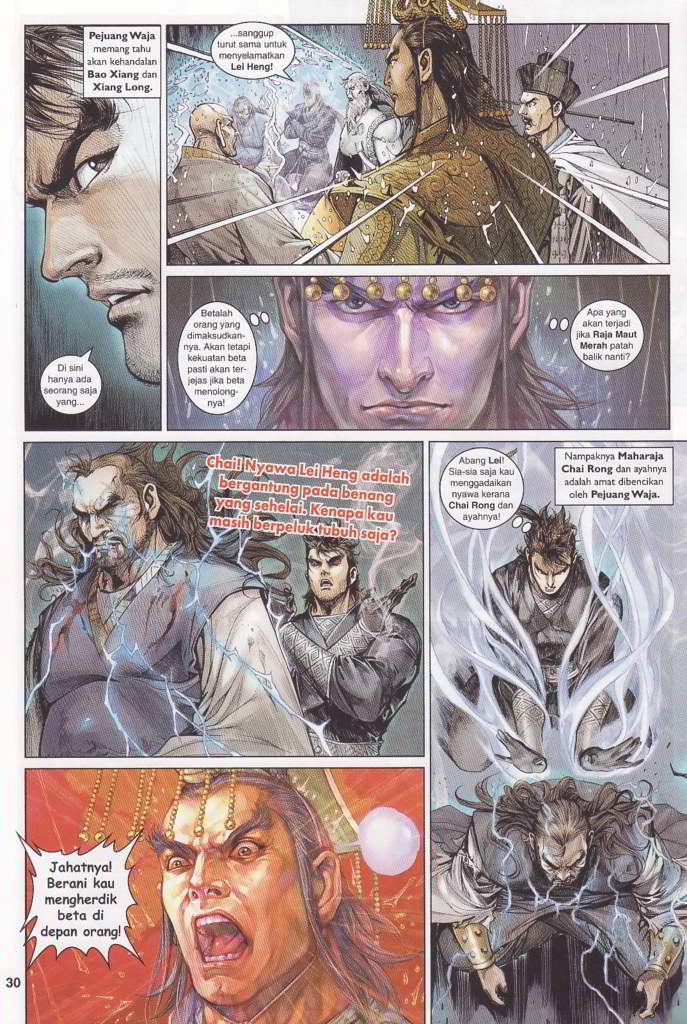 Pejuang Waja
memang tahu
akan kehandalan
Bao Xiang dan
Xiang Long.
Di sini
hanya ada
seorang saja
yang...
...sanggup
turut sama untuk
menyelamatkan
Lei Heng!
Betalah
orang yang
dimaksudkan-
nya. Akan tetapi
kekuatan beta
pasti akan ter-
jejas jika beta
menolong-
nya!
Apa yang
akan terjadi
jika Raja Maut
Merah patah
balik nanti?
Chai! Nyawa Lei Heng adalah
bergantung pada benang
yang sehelai. Kenapa kau
masih berpeluk tubuh saja?
Abang Lei!
Sia-sia saja kau
menggadaikan
nyawa kerana
Chai Rong dan
ayahnya!
Nampaknya Maharaja
Chai Rong dan ayahnya
adalah amat dibencikan
oleh Pejuang Waja.
Jahatnya!
Berani kau
mengherdik
beta di
depan orang!
30